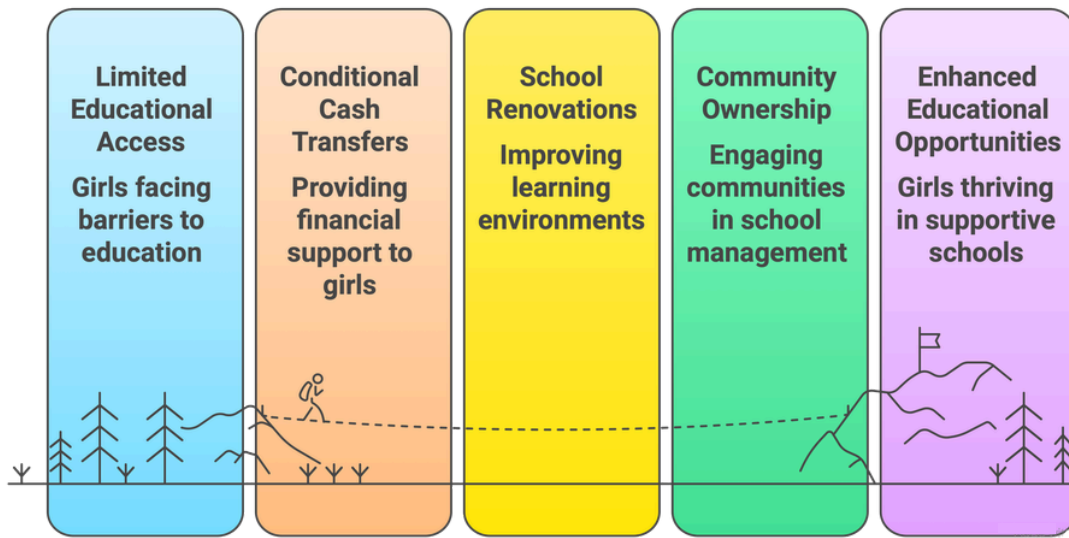 Limited
Educational
Access
Girls facing
barriers to
education
Conditional
Cash
Transfers
Providing
financial
support to
girls
School
Renovations
Improving
learning
environments
Community
Ownership
Engaging
communities
in school
management
Enhanced
Educational
Opportunities
Girls thriving
in supportive
schools